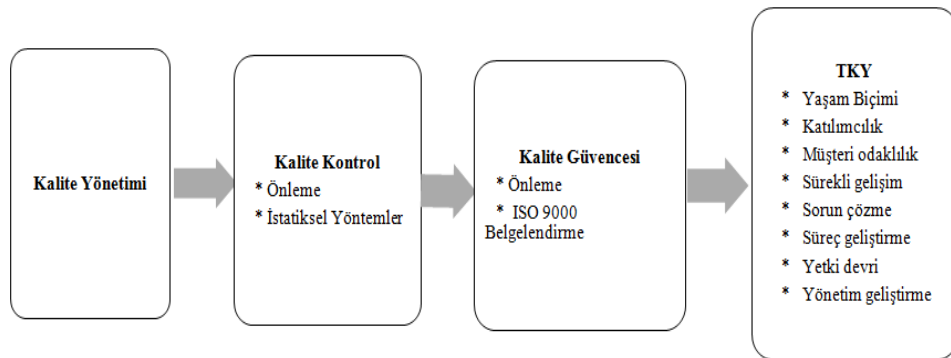 Kalite Yönetimi
Kalite Kontrol
* Önleme
* İstatiksel Yöntemler
Kalite Güvencesi
* Önleme
* ISO 9000
Belgelendirme
TKY
* Yaşam Biçimi
* Katılımcılık
* Müşteri odaklılık
* Sürekli gelişim
* Sorun çözme
* Süreç geliştirme
* Yetki devri
* Yönetim geliştirme